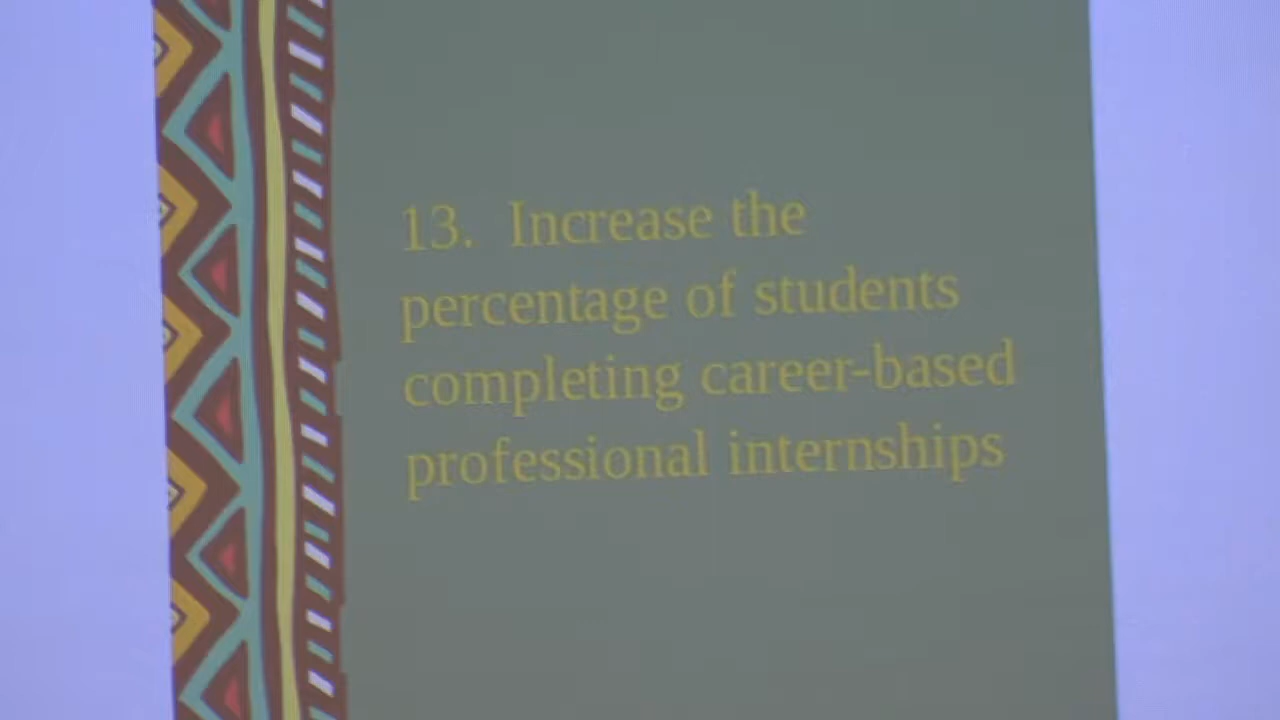 13. Increase the
percentage of students
completing career-based
professional internships